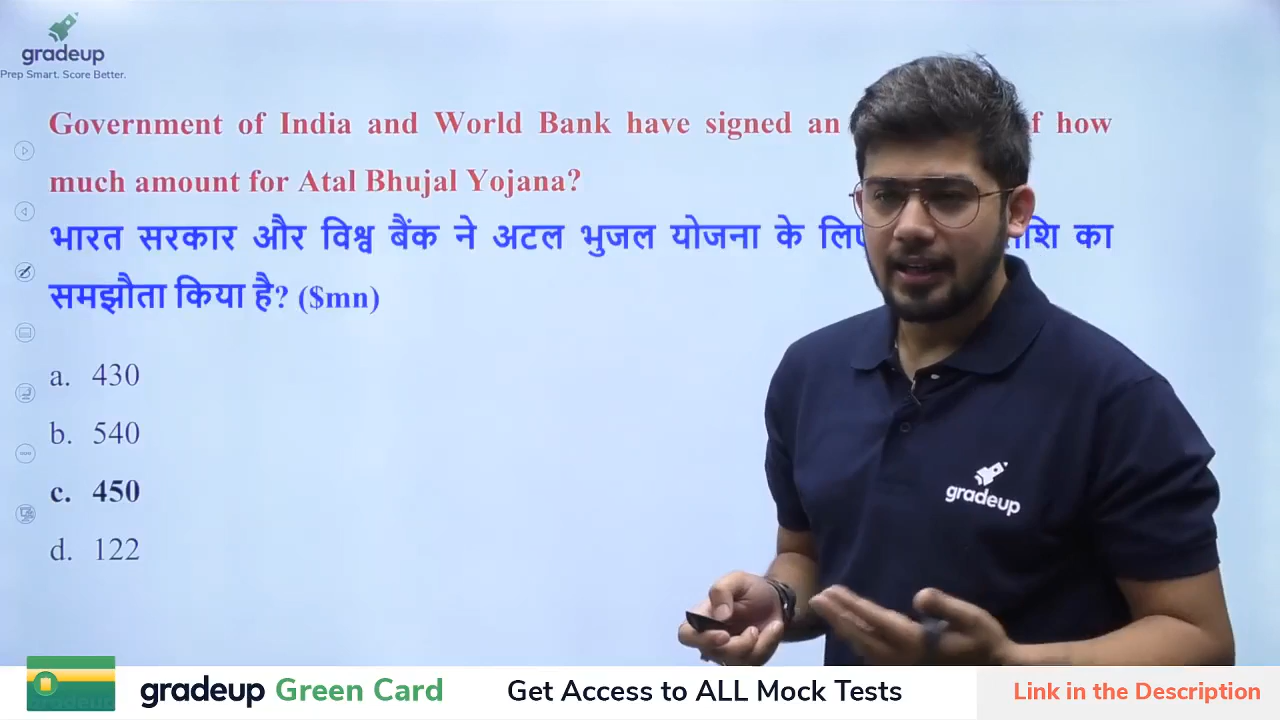 gradeup
Prep Smart. Score Better.
Government of India and World Bank have signed an of how
much amount for Atal Bhujal Yojana?
भारत सरकार और विश्व बैंक ने अटल भुजल योजना के लिए का
समझौता किया है? ($mn)
a. 430
b. 540
c. 450
d. 122
gradeup
gradeup Green Card
Get Access to ALL Mock Tests
Link in the Description